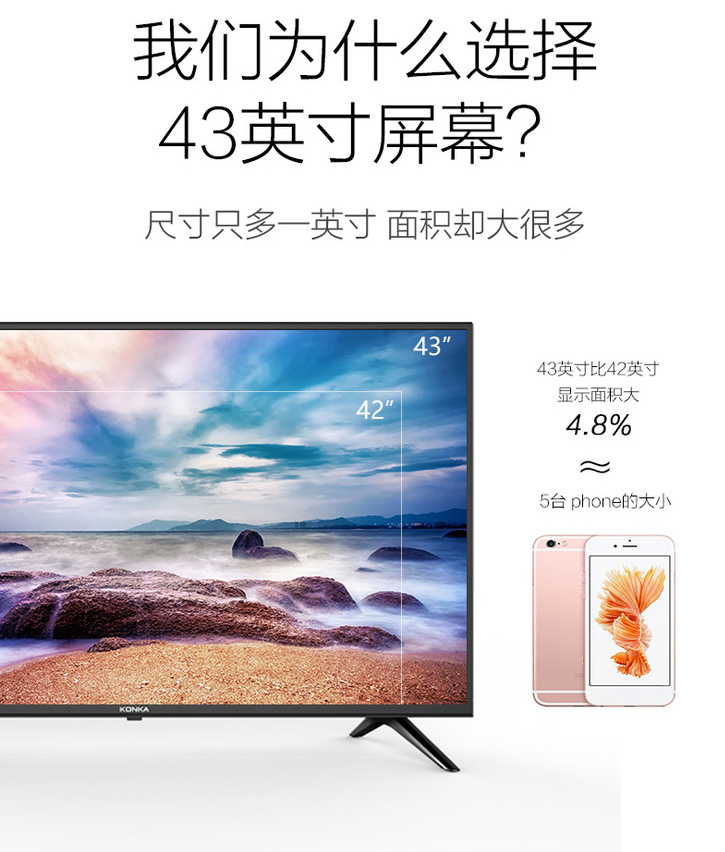 我们为什么选择
43英寸屏幕?
尺寸只多一英寸 面积却大很多
43″
42″
43英寸比42英寸
显示面积大
4.8%
≈
5台 phone的大小
KONKA